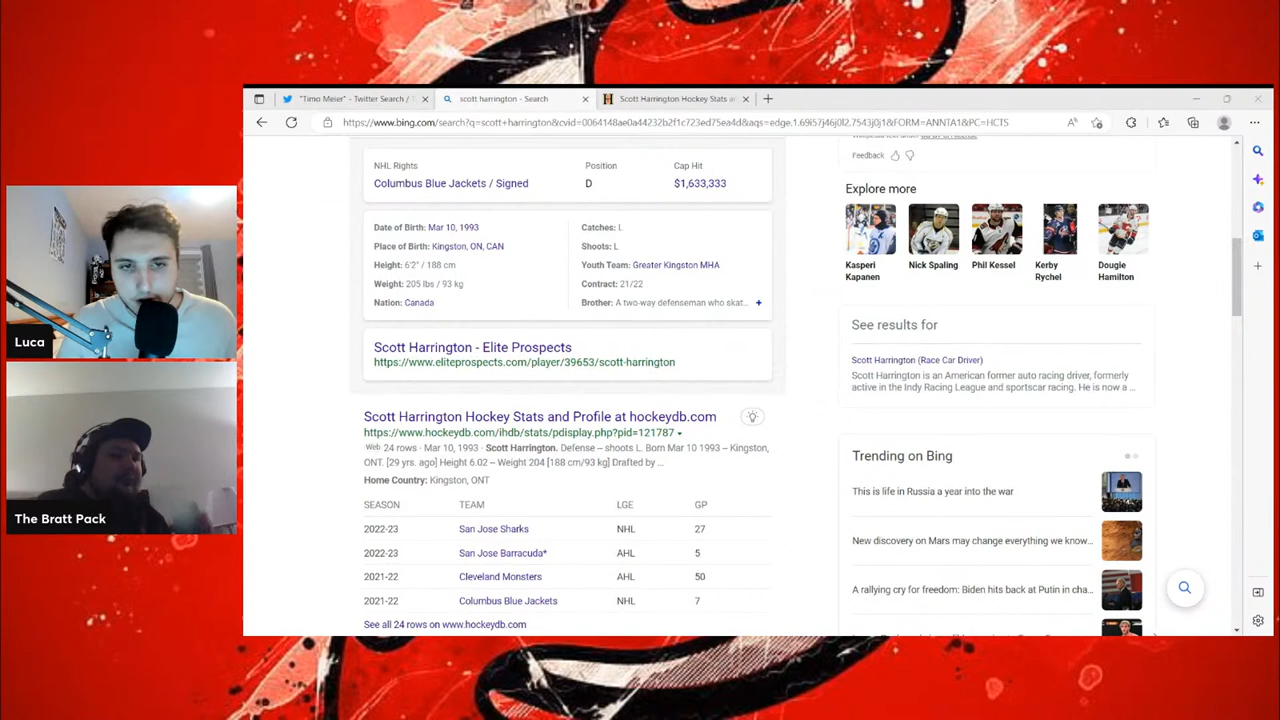 "Timo Meier" - Twitter Search /
scott harrington - Search
Scott Harrington Hockey Stats an
https://www.bing.com/search?q=scott+harrington&cvid=0064148ae0a44232b2f1c723ed75ea4d&aqs=edge.1.69i57j46j0l2.7543j0j1&FORM=ANNTA1&PC=HCTS
NHL Rights
Position
Cap Hit
Columbus Blue Jackets / Signed
D
$1,633,333
Date of Birth: Mar 10, 1993
Place of Birth: Kingston, ON, CAN
Height: 6'2" / 188 cm
Weight: 205 lbs / 93 kg
Nation: Canada
Catches: L
Shoots: L
Youth Team: Greater Kingston MHA
Contract: 21/22
Brother: A two-way defenseman who skat...
Scott Harrington - Elite Prospects
https://www.eliteprospects.com/player/39653/scott-harrington
Scott Harrington Hockey Stats and Profile at hockeydb.com
https://www.hockeydb.com/ihdb/stats/pdisplay.php?pid=121787
Web 24 rows · Mar 10, 1993 · Scott Harrington. Defense -- shoots L. Born Mar 10 1993 -- Kingston,
ONT. [29 yrs. ago] Height 6.02 -- Weight 204 [188 cm/93 kg] Drafted by ...
Home Country: Kingston, ONT
SEASON TEAM LGE GP
2022-23 San Jose Sharks NHL 27
2022-23 San Jose Barracuda* AHL 5
2021-22 Cleveland Monsters AHL 50
2021-22 Columbus Blue Jackets NHL 7
See all 24 rows on www.hockeydb.com
Feedback
Explore more
Kasperi Kapanen
Nick Spaling
Phil Kessel
Kerby Rychel
Dougie Hamilton
See results for
Scott Harrington (Race Car Driver)
Scott Harrington is an American former auto racing driver, formerly
active in the Indy Racing League and sportscar racing. He is now a ...
Trending on Bing
This is life in Russia a year into the war
New discovery on Mars may change everything we know...
A rallying cry for freedom: Biden hits back at Putin in cha...
Luca
The Bratt Pack